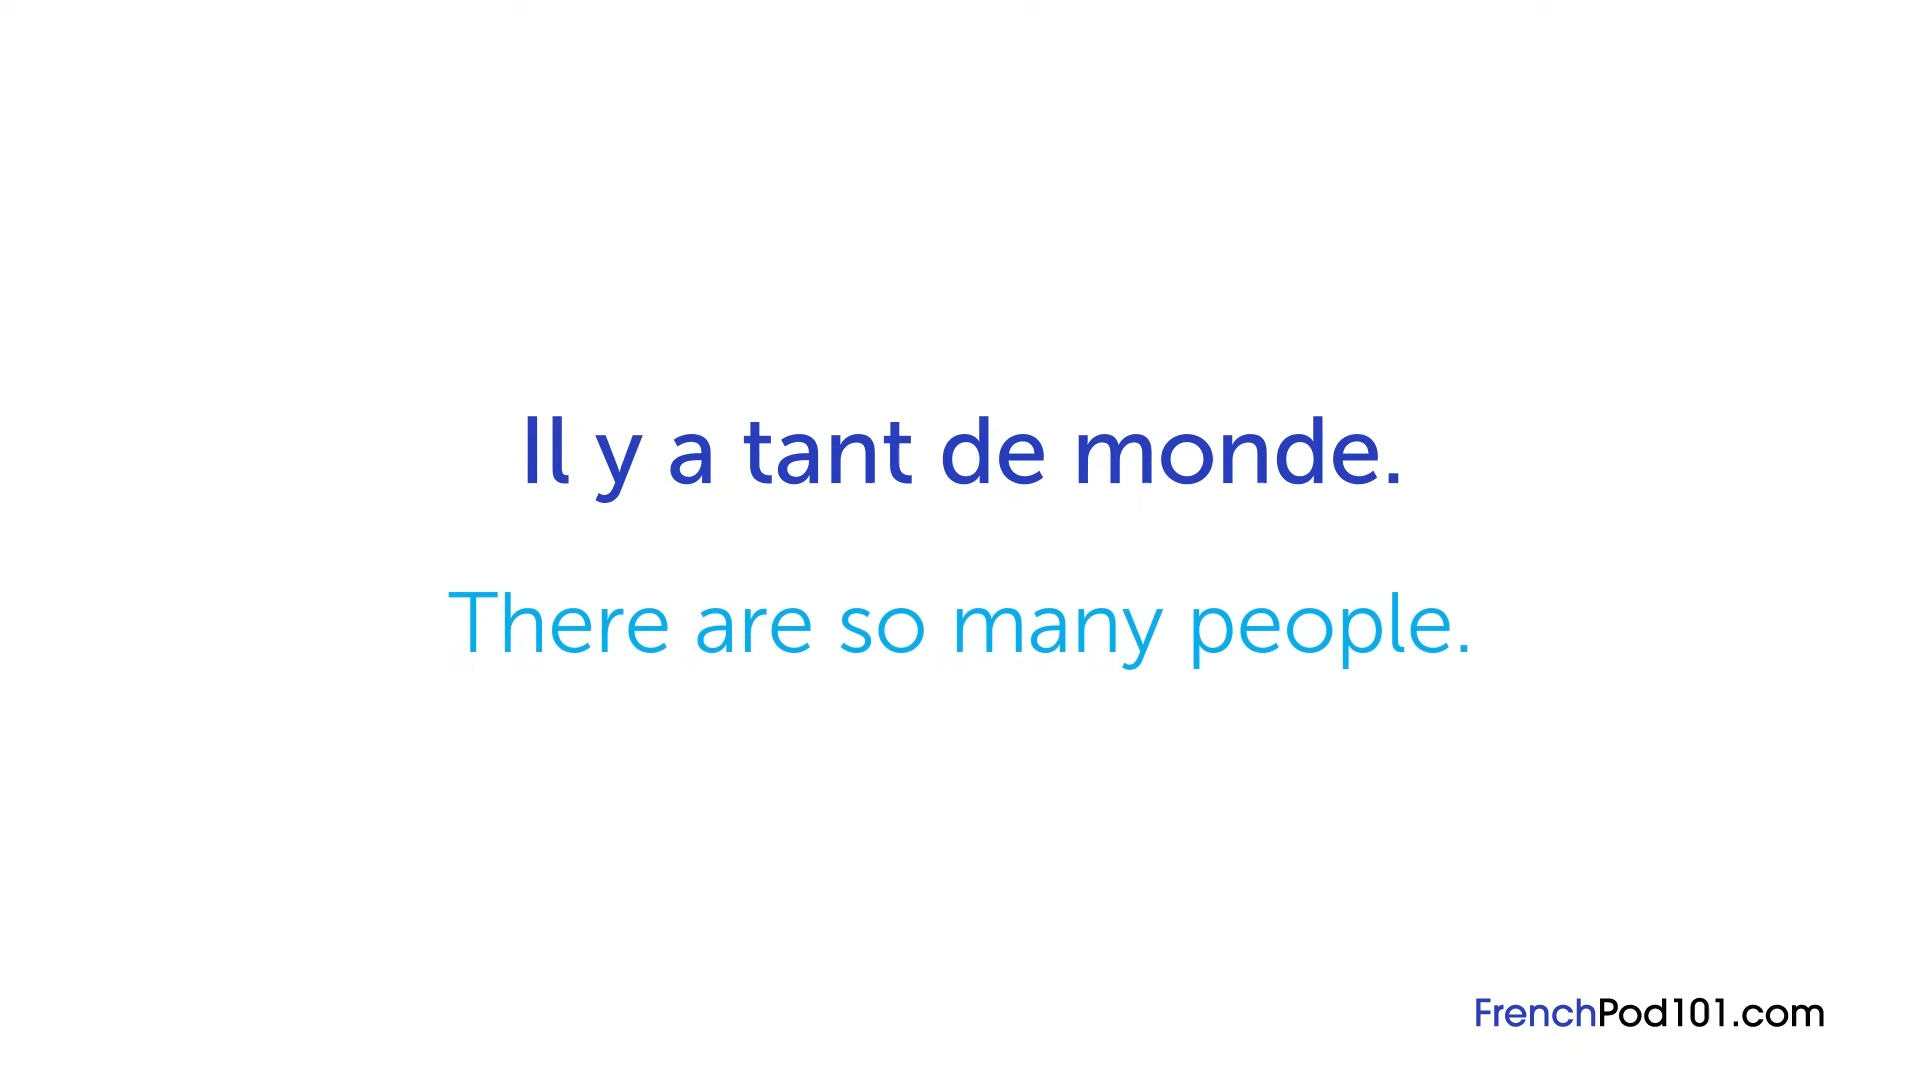 Il y a tant de monde.
There are so many people.
FrenchPod101.com